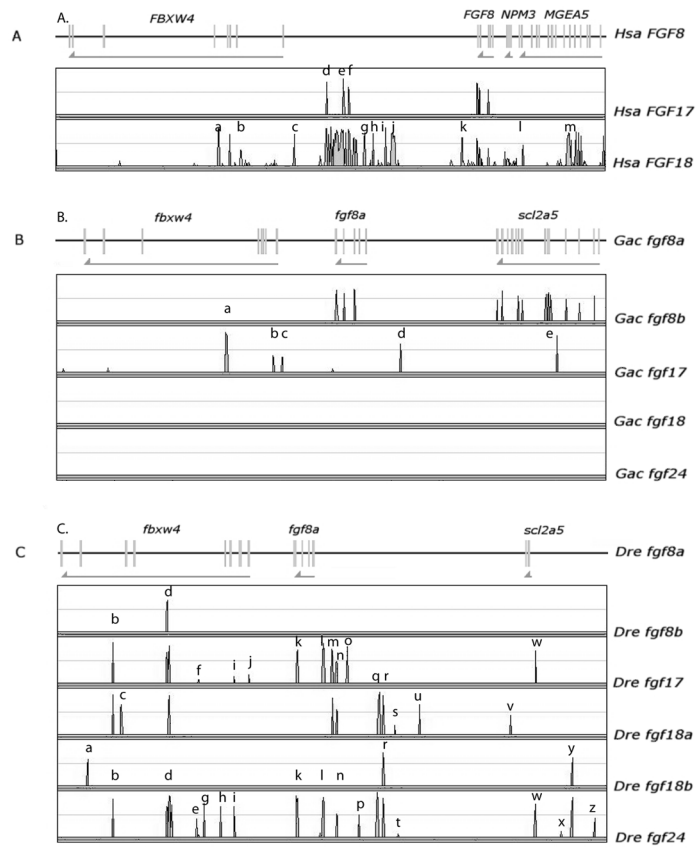 A.
A FBXW4 FGF8 NPM3 MGEA5 Hsa FGF8
d e f Hsa FGF17
a b c g h i j k l m Hsa FGF18
B.
B fbxw4 fgf8a scl2a5 Gac fgf8a
Gac fgf8b
a b c d e Gac fgf17
Gac fgf18
Gac fgf24
C.
C fbxw4 fgf8a scl2a5 Dre fgf8a
b d Dre fgf8b
f i j k l m n o w Dre fgf17
c q r s u v Dre fgf18a
a r y Dre fgf18b
b d e g h i k l n p t w x z Dre fgf24